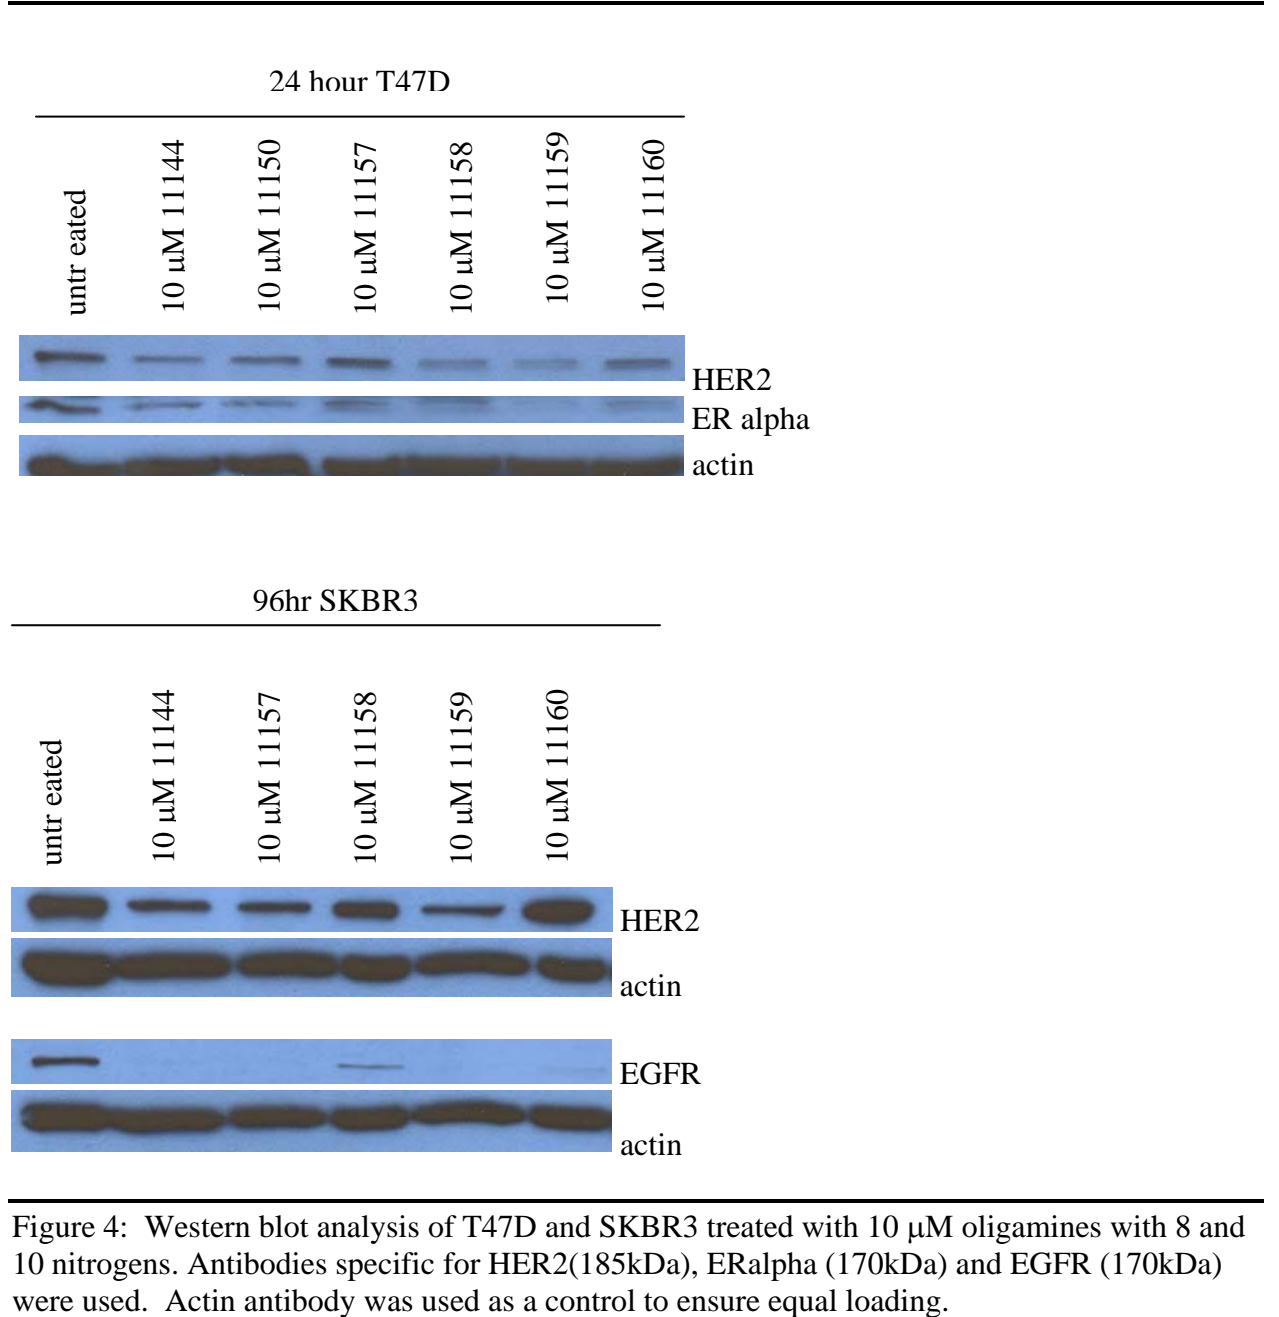 24 hour T47D
untr eated
10 µM 11144
10 µM 11150
10 µM 11157
10 µM 11158
10 µM 11159
10 µM 11160
HER2
ER alpha
actin
96hr SKBR3
untr eated
10 µM 11144
10 µM 11157
10 µM 11158
10 µM 11159
10 µM 11160
HER2
actin
EGFR
actin
Figure 4:  Western blot analysis of T47D and SKBR3 treated with 10 µM oligamines with 8 and
10 nitrogens. Antibodies specific for HER2(185kDa), ERalpha (170kDa) and EGFR (170kDa)
were used.  Actin antibody was used as a control to ensure equal loading.